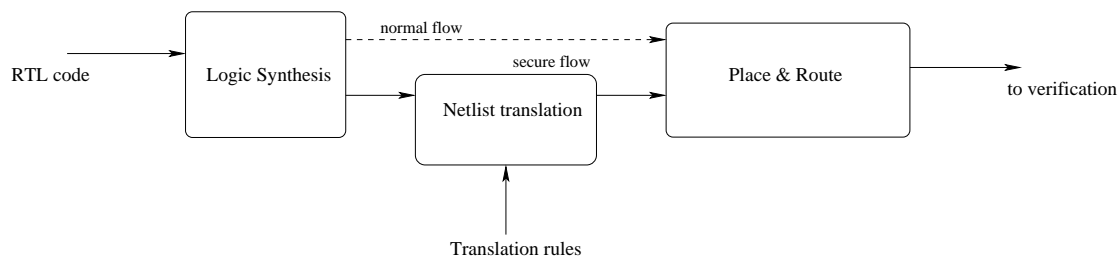 normal flow
RTL code
Logic Synthesis
secure flow
Place & Route
to verification
Netlist translation
Translation rules